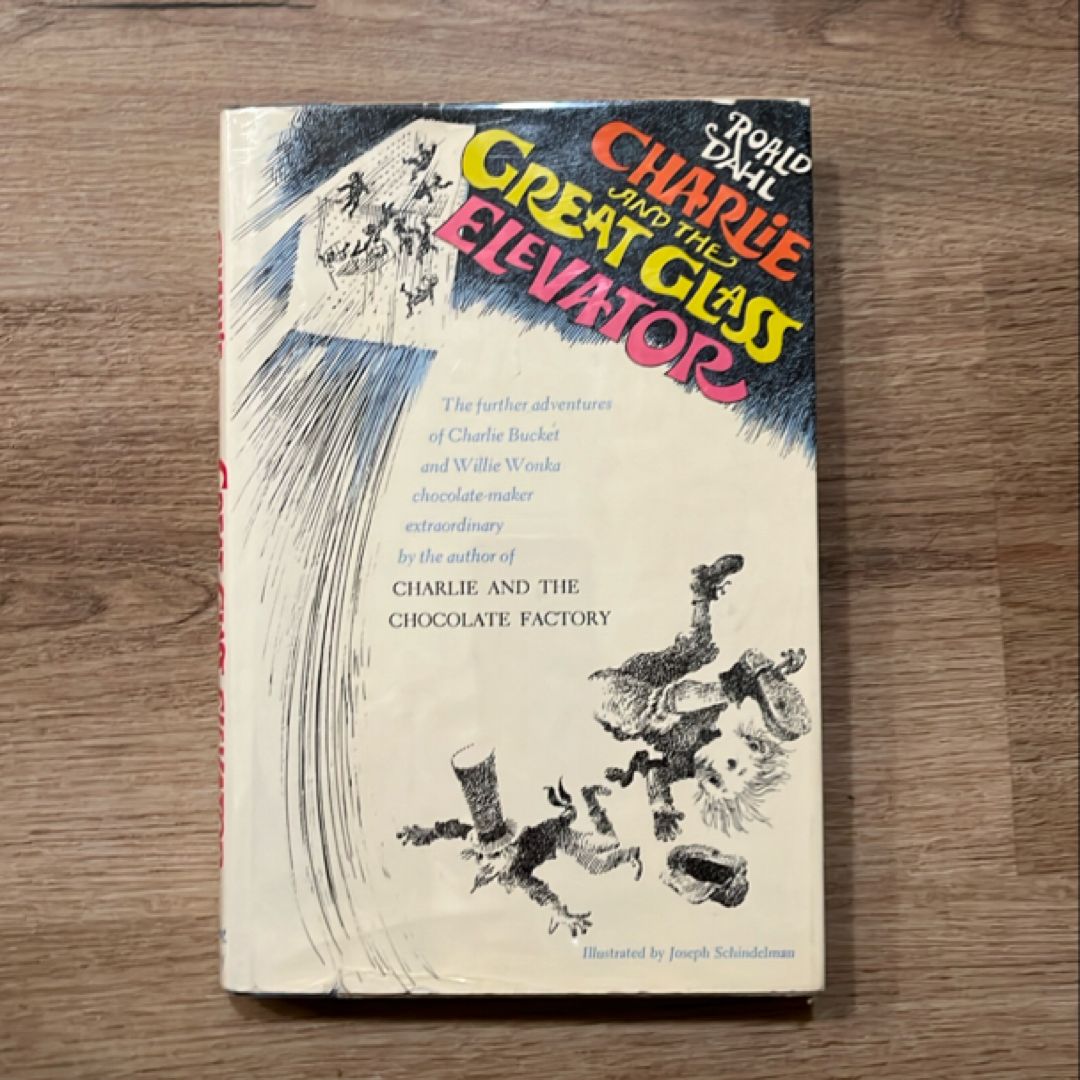 ROALD
DAHL
CHARLiE
AND THE
GREAT GLASS
ELEVATOR
The further adventures
of Charlie Bucket
and Willie Wonka
chocolate-maker
extraordinary
by the author of
CHARLIE AND THE
CHOCOLATE FACTORY
Illustrated by Joseph Schindelman